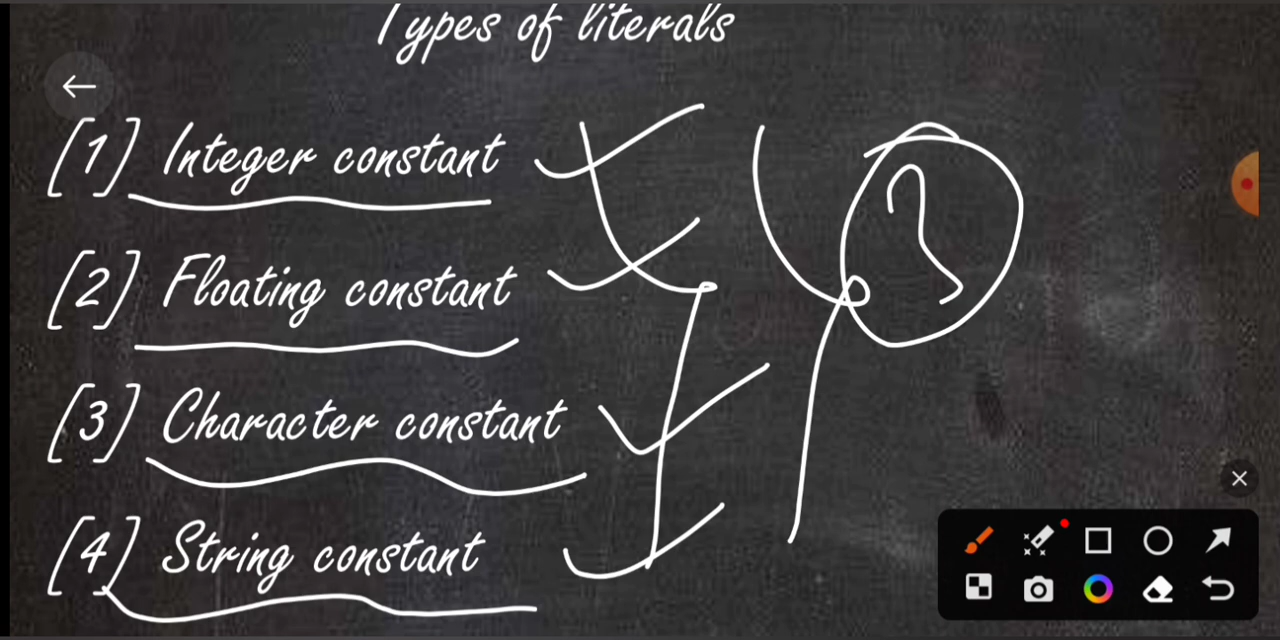 Types of literals
[1] Integer constant
[2] Floating constant
[3] Character constant
[4] String constant